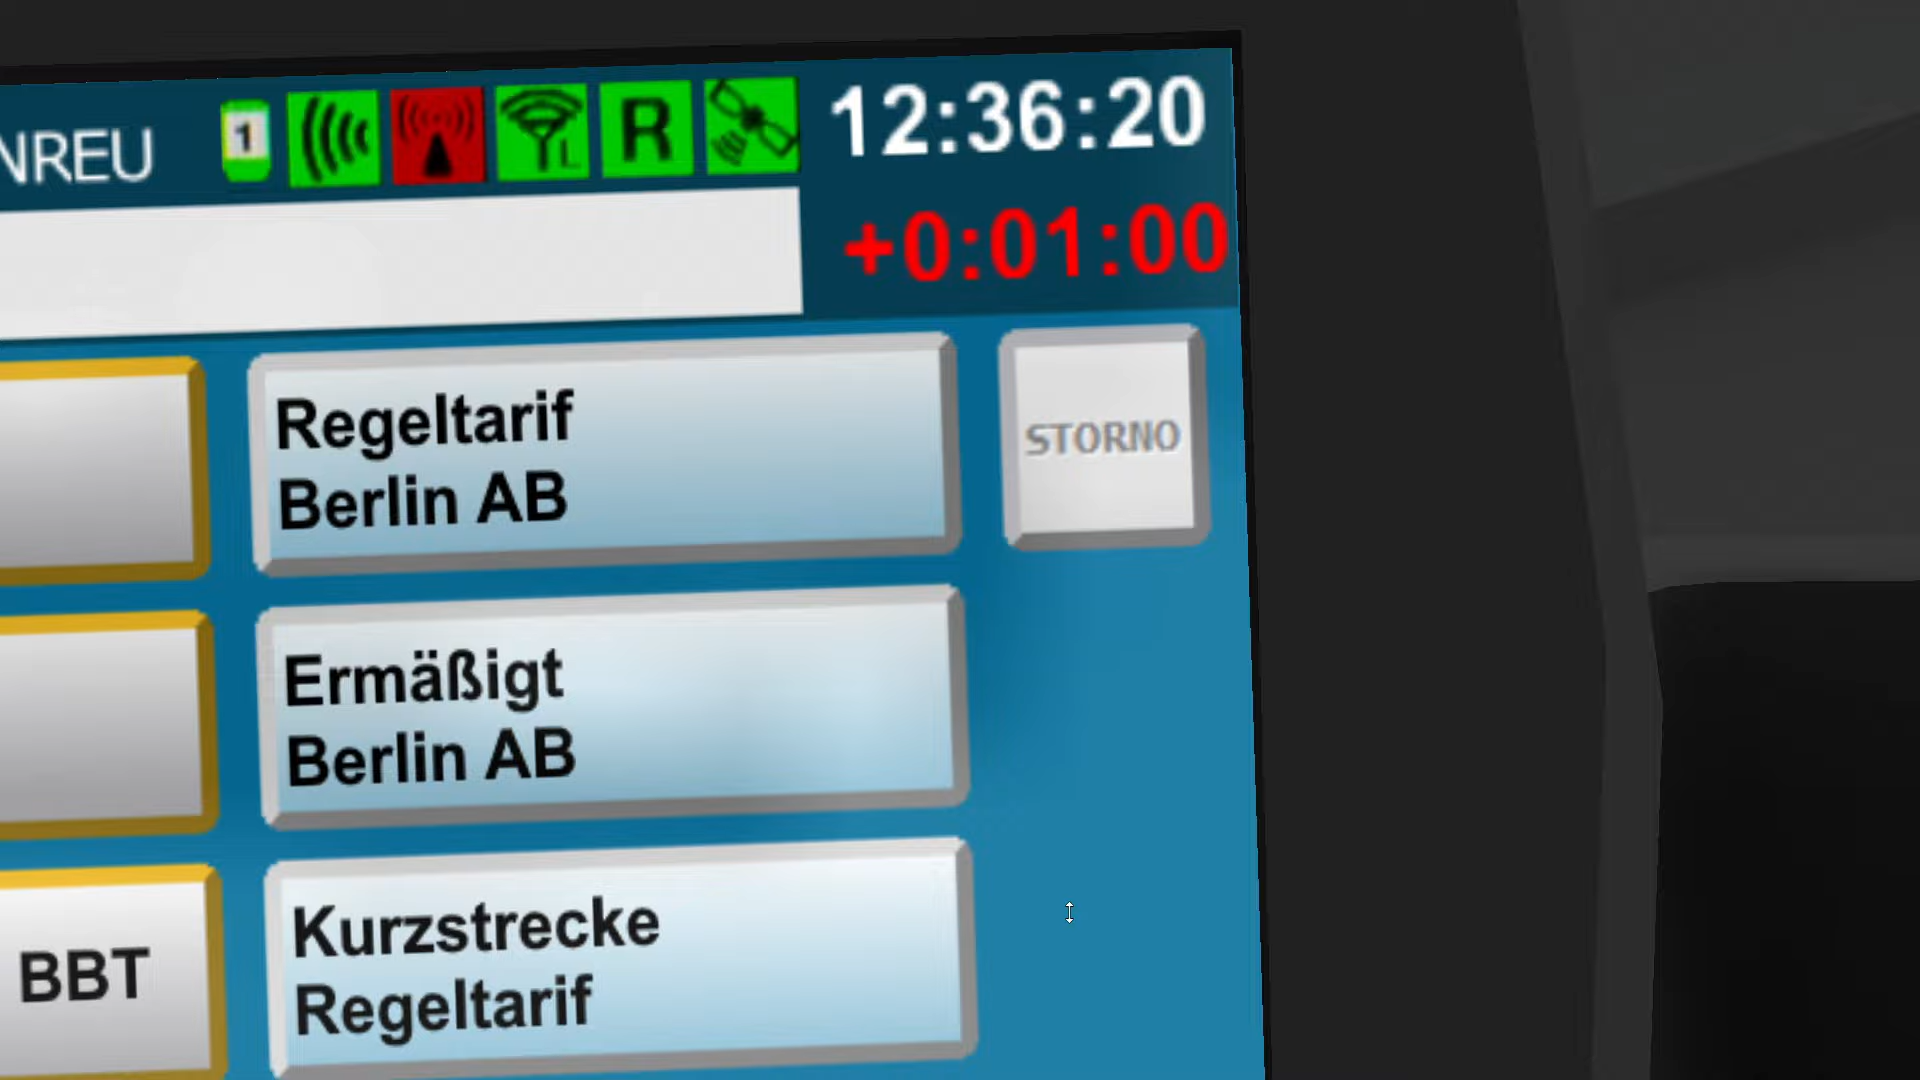 NREU
1
L
R
12:36:20
+0:01:00
Regeltarif
Berlin AB
STORNO
Ermäßigt
Berlin AB
BBT
Kurzstrecke
Regeltarif